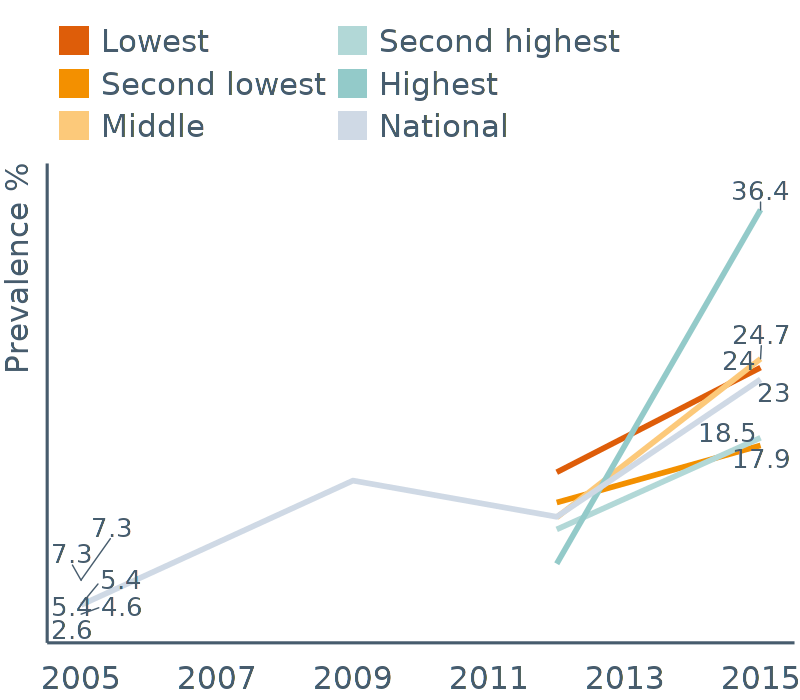 Lowest
Second lowest
Middle
Second highest
Highest
National
Prevalence %
36.4
24.7
24
23
18.5
17.9
7.3
7.3
5.4
5.4
4.6
2.6
2005 2007 2009 2011 2013 2015